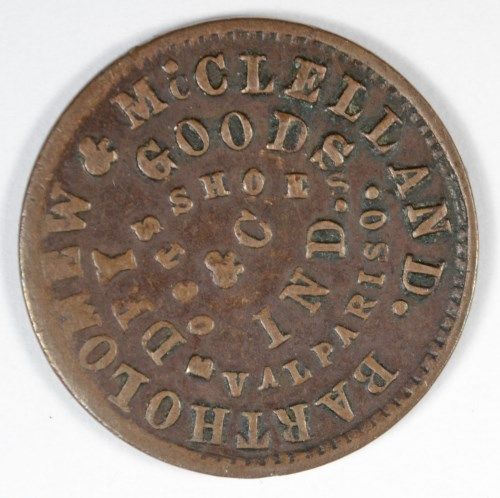 BARTHOLOMEW & McCLELLAND.
DRY GOODS
BOOTS SHOES
& C
VALPARISO.
IND.